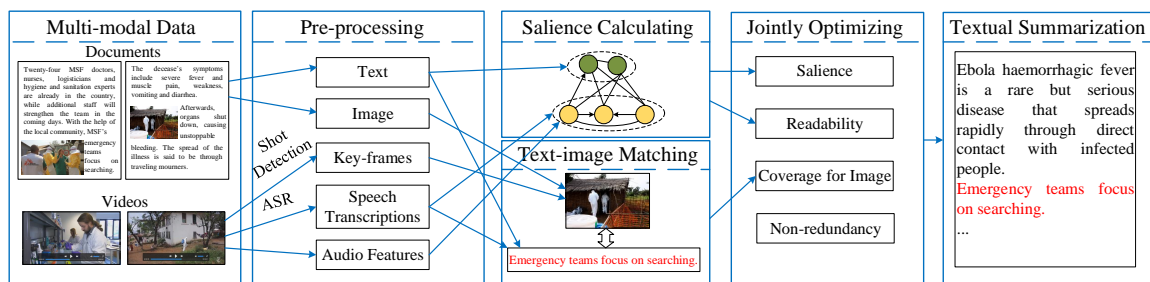 Multi-modal Data
Documents
Twenty-four MSF doctors,
nurses, logisticians and
hygiene and sanitation experts
are already in the country,
while additional staff will
strengthen the team in the
coming days. With the help of
the local community, MSF's
emergency
teams
focus on
searching.
The decease's symptoms
include severe fever and
muscle pain, weakness,
vomiting and diarrhea.
Afterwards,
organs shut
down, causing
unstoppable
bleeding. The spread of the
illness is said to be through
traveling mourners.
Videos
Shot
Detection
ASR
Pre-processing
Text
Image
Key-frames
Speech
Transcriptions
Audio Features
Salience Calculating
Text-image Matching
Emergency teams focus on searching.
Jointly Optimizing
Salience
Readability
Coverage for Image
Non-redundancy
Textual Summarization
Ebola haemorrhagic fever
is a rare but serious
disease that spreads
rapidly through direct
contact with infected
people.
Emergency teams focus
on searching.
...